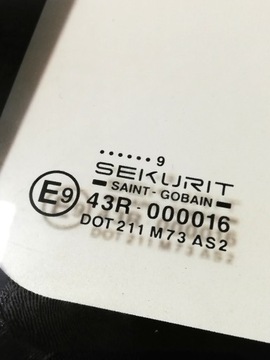 ...... 9
SEKURIT
SAINT-GOBAIN
E9 43R-000016
DOT 211 M73 AS2